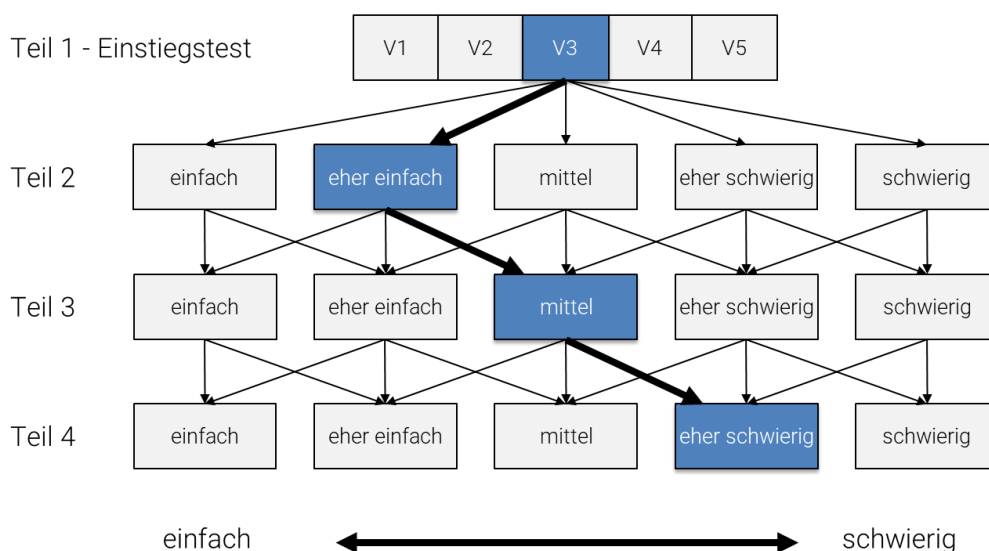 Teil 1 - Einstiegstest V1 V2 V3 V4 V5
Teil 2 einfach eher einfach mittel eher schwierig schwierig
Teil 3 einfach eher einfach mittel eher schwierig schwierig
Teil 4 einfach eher einfach mittel eher schwierig schwierig
einfach schwierig